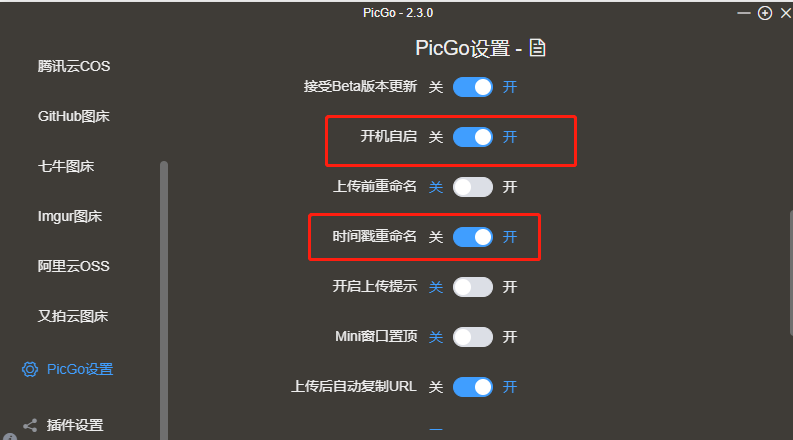 PicGo - 2.3.0
腾讯云COS
GitHub图床
七牛图床
Imgur图床
阿里云OSS
又拍云图床
PicGo设置
插件设置
PicGo设置 -
接受Beta版本更新 关 开
开机自启 关 开
上传前重命名 关 开
时间戳重命名 关 开
开启上传提示 关 开
Mini窗口置顶 关 开
上传后自动复制URL 关 开